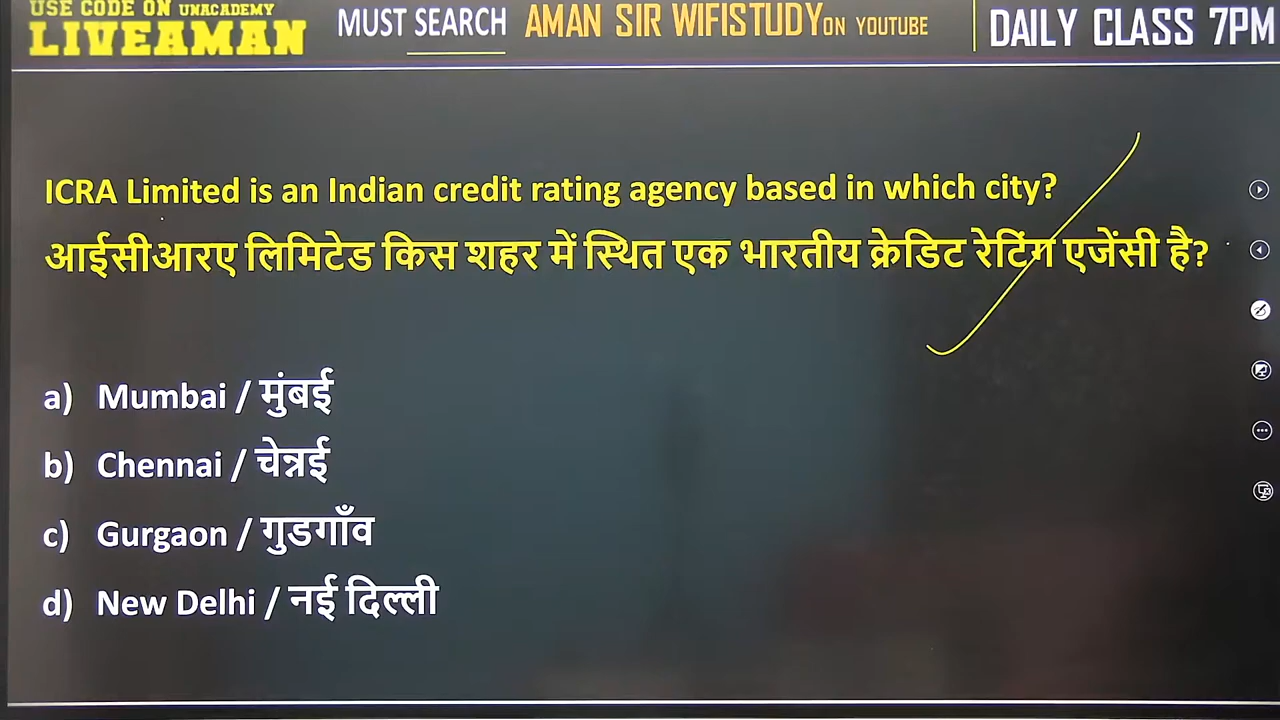 USE CODE ON UNACADEMY
LIVEAMAN
MUST SEARCH AMAN SIR WIFISTUDY ON YOUTUBE
DAILY CLASS 7PM
ICRA Limited is an Indian credit rating agency based in which city?
आईसीआरए लिमिटेड किस शहर में स्थित एक भारतीय क्रेडिट रेटिंग एजेंसी है?
a) Mumbai / मुंबई
b) Chennai / चेन्नई
c) Gurgaon / गुडगाँव
d) New Delhi / नई दिल्ली